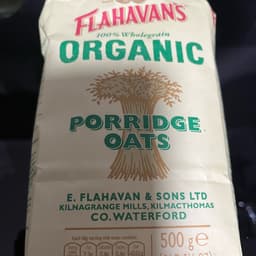 FLAHAVAN'S
100% Wholegrain
ORGANIC
PORRIDGE
OATS
E. FLAHAVAN & SONS LTD
KILNAGRANGE MILLS, KILMACTHOMAS
CO. WATERFORD
500g e